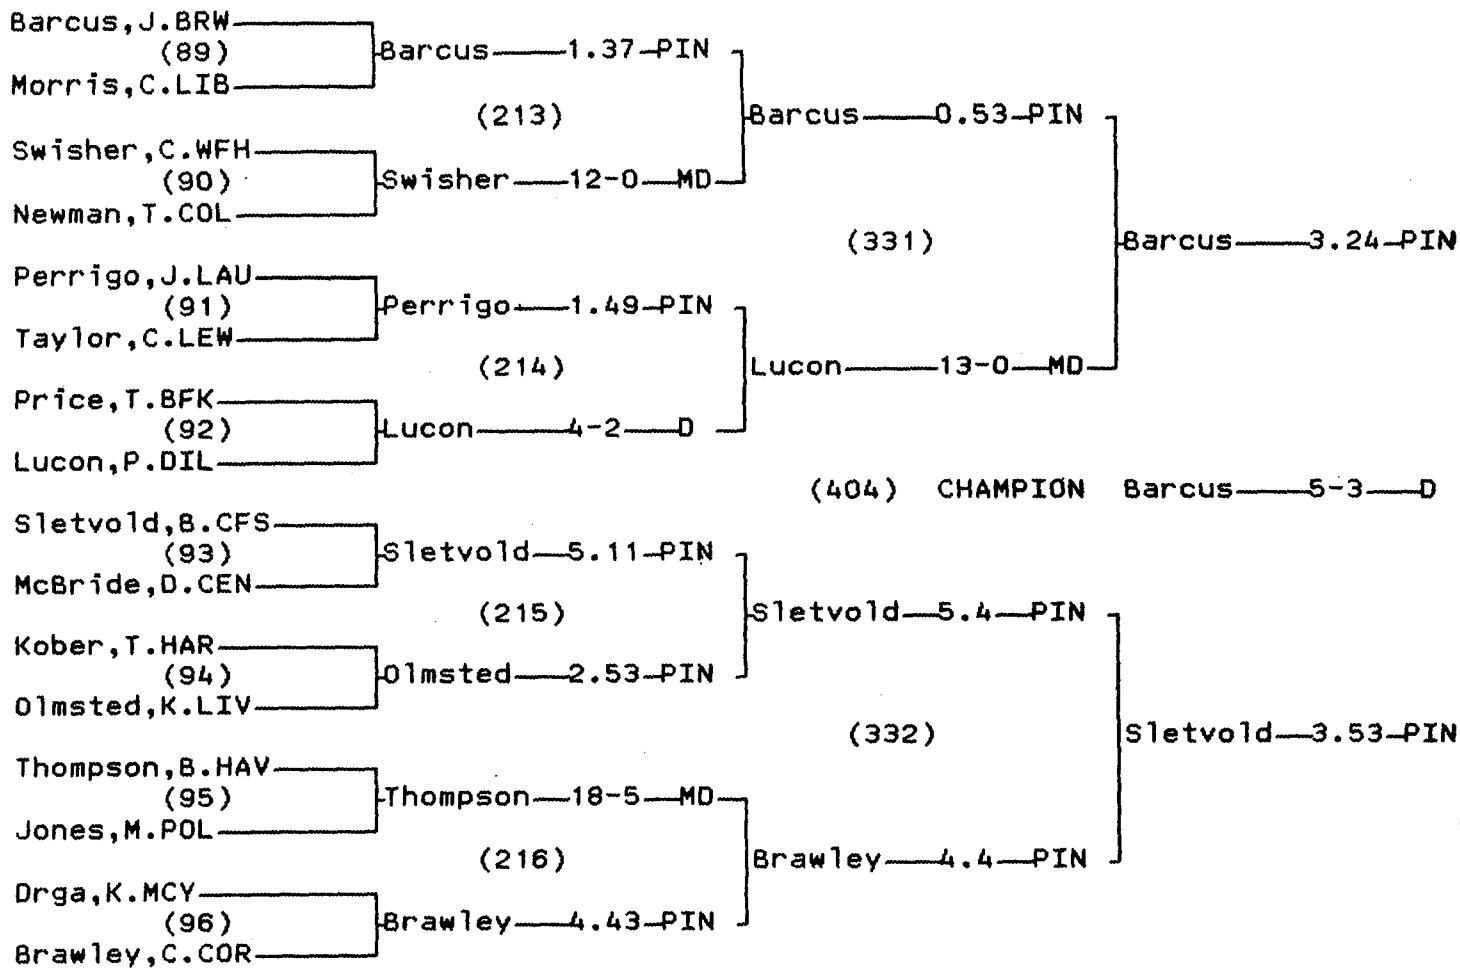 Barcus,J.BRW
(89) Barcus 1.37 PIN
Morris,C.LIB
(213) Barcus 0.53 PIN
Swisher,C.WFH
(90) Swisher 12-0 MD
Newman,T.COL
(331) Barcus 3.24 PIN
Perrigo,J.LAU
(91) Perrigo 1.49 PIN
Taylor,C.LEW
(214) Lucon 13-0 MD
Price,T.BFK
(92) Lucon 4-2 D
Lucon,P.DIL
(404) CHAMPION Barcus 5-3 D
Sletvold,B.CFS
(93) Sletvold 5.11 PIN
McBride,D.CEN
(215) Sletvold 5.4 PIN
Kober,T.HAR
(94) Olmsted 2.53 PIN
Olmsted,K.LIV
(332) Sletvold 3.53 PIN
Thompson,B.HAV
(95) Thompson 18-5 MD
Jones,M.POL
(216) Brawley 4.4 PIN
Drga,K.MCY
(96) Brawley 4.43 PIN
Brawley,C.COR